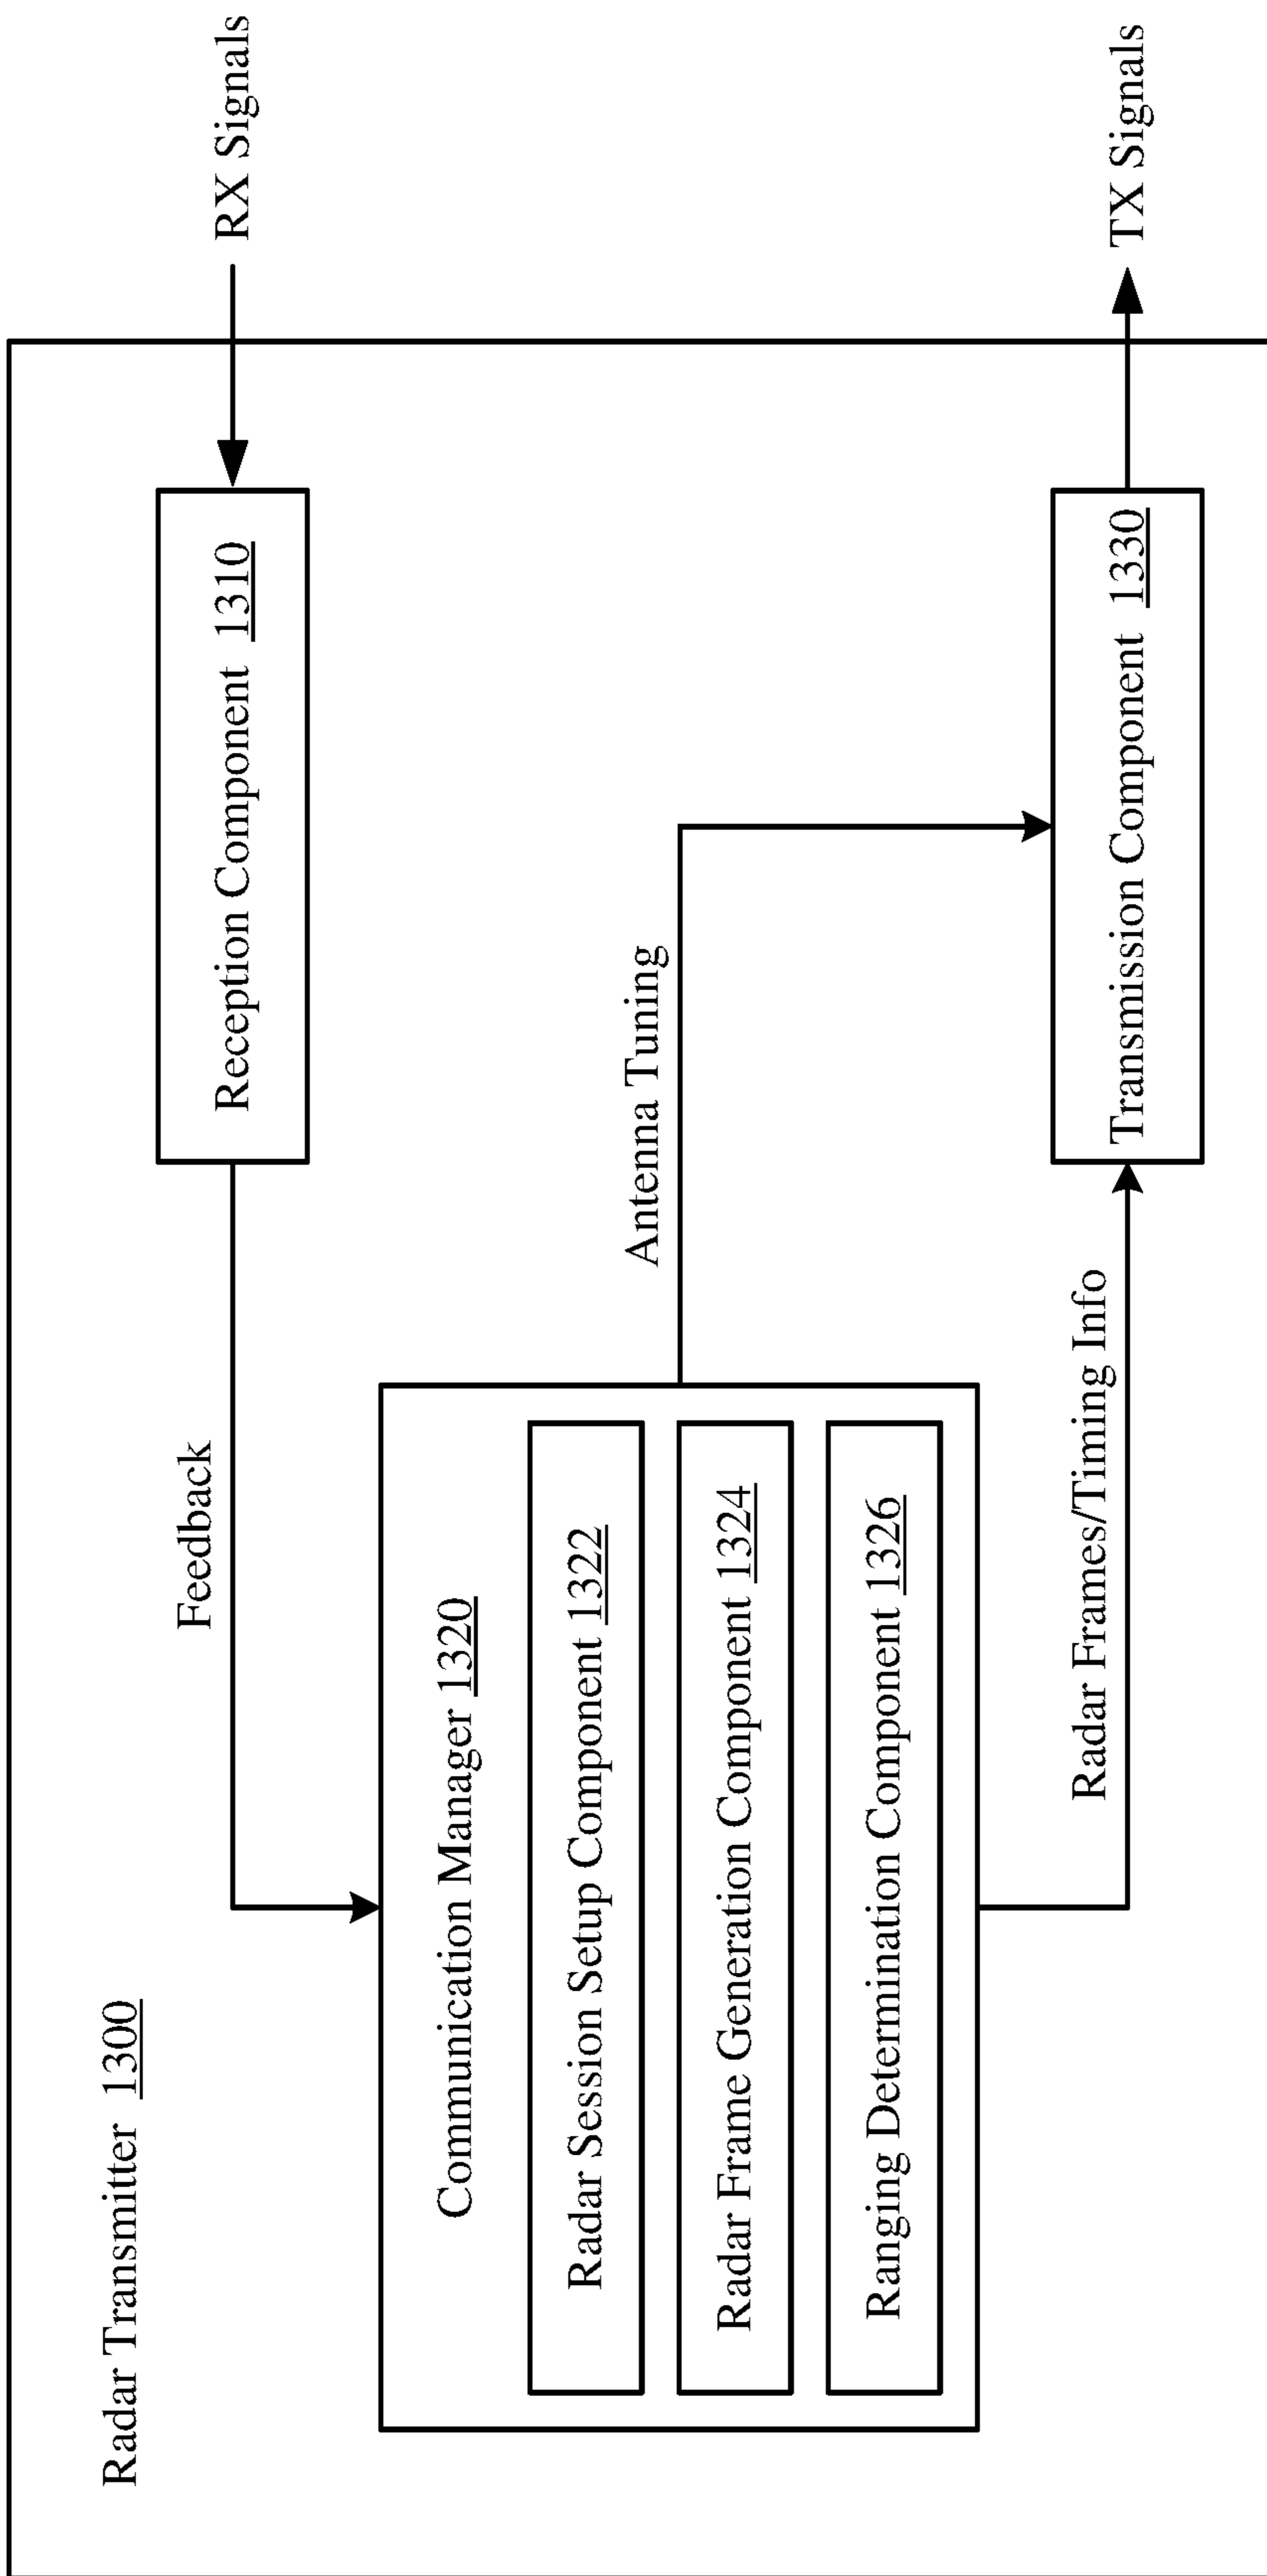 Radar Transmitter 1300
Feedback
Reception Component 1310
RX Signals
Communication Manager 1320
Radar Session Setup Component 1322
Radar Frame Generation Component 1324
Ranging Determination Component 1326
Antenna Tuning
Radar Frames/Timing Info
Transmission Component 1330
TX Signals